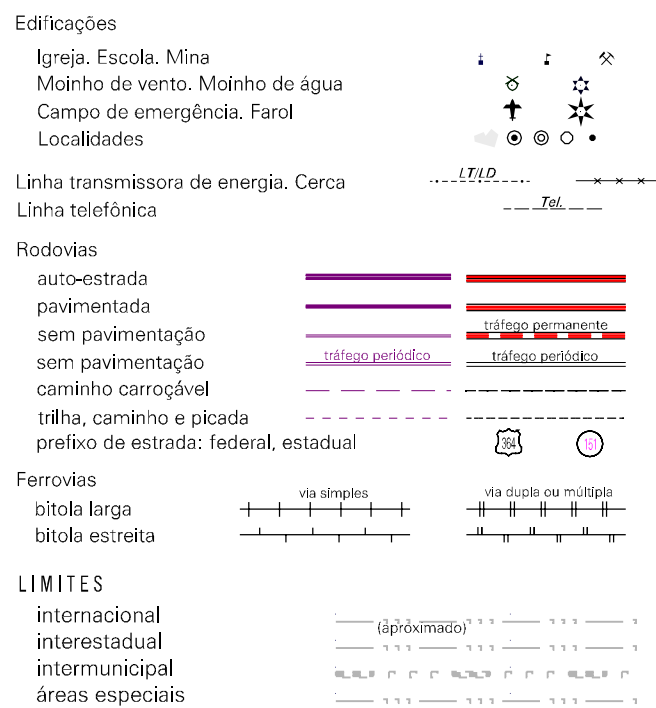 Edificações
Igreja. Escola. Mina
Moinho de vento. Moinho de água
Campo de emergência. Farol
Localidades
Linha transmissora de energia. Cerca LT/LD
Linha telefônica Tel.
Rodovias
auto-estrada
pavimentada
sem pavimentação tráfego permanente
sem pavimentação tráfego periódico tráfego periódico
caminho carroçável
trilha, caminho e picada
prefixo de estrada: federal, estadual 364 151
Ferrovias
bitola larga via simples via dupla ou múltipla
bitola estreita
LIMITES
internacional
(aproximado)
interestadual
intermunicipal
áreas especiais